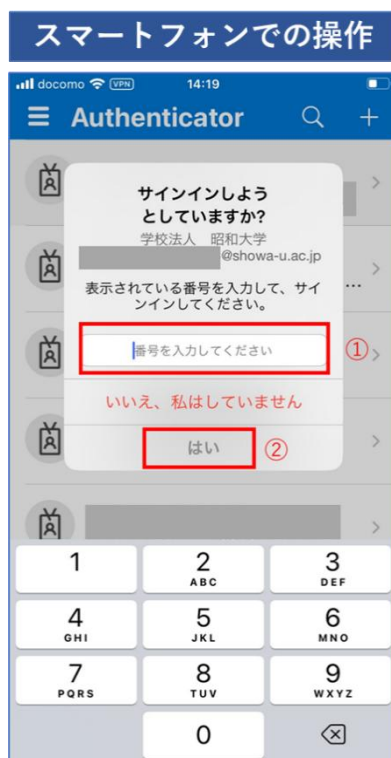 スマートフォンでの操作
docomo VPN 14:19
Authenticator
サインインしよう
としていますか?
学校法人 昭和大学
@showa-u.ac.jp
表示されている番号を入力して、サイ
ンインしてください。
...
番号を入力してください
①
いいえ、私はしていません
はい
②
1 2 3
ABC DEF
4 5 6
GHI JKL MNO
7 8 9
PQRS TUV WXYZ
0